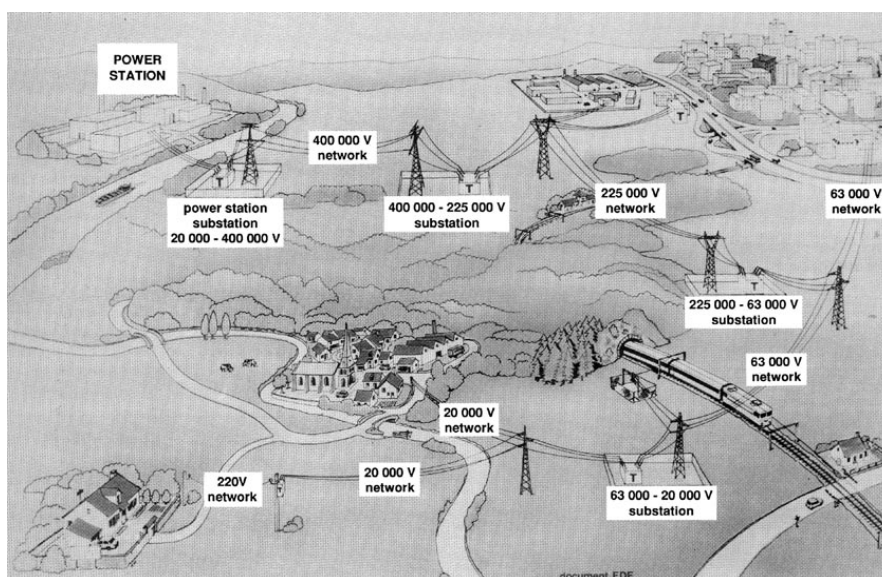 POWER
STATION
400 000 V
network
T
T
T
power station
substation
20 000 - 400 000 V
400 000 - 225 000 V
substation
225 000 V
network
63 000 V
network
T
225 000 - 63 000 V
substation
63 000 V
network
20 000 V
network
20 000 V
network
220V
network
T
63 000 - 20 000 V
substation
document EDF